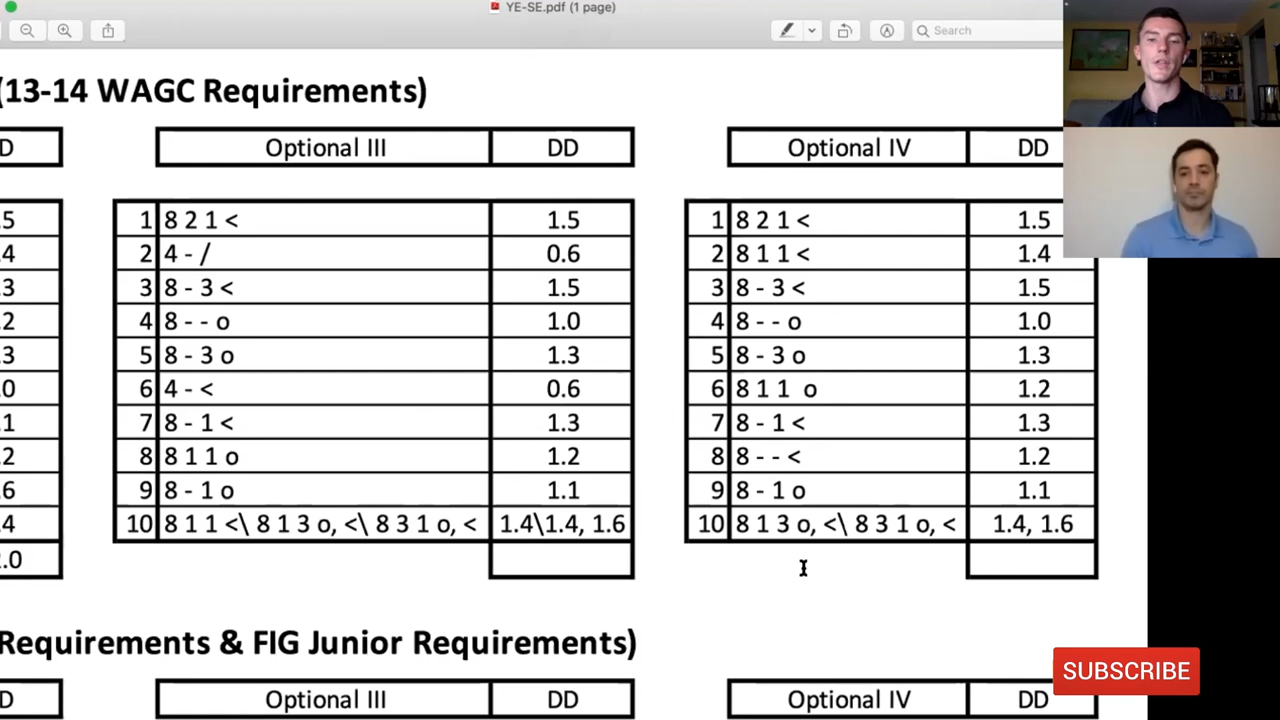 YE-SE.pdf (1 page)
Search
(13-14 WAGC Requirements)
D Optional III DD Optional IV DD
.5 1 8 2 1 < 1.5 1 8 2 1 < 1.5
.4 2 4 - / 0.6 2 8 1 1 < 1.4
.3 3 8 - 3 < 1.5 3 8 - 3 < 1.5
.2 4 8 - - o 1.0 4 8 - - o 1.0
.3 5 8 - 3 o 1.3 5 8 - 3 o 1.3
.0 6 4 - < 0.6 6 8 1 1 o 1.2
.1 7 8 - 1 < 1.3 7 8 - 1 < 1.3
.2 8 8 1 1 o 1.2 8 8 - - < 1.2
.6 9 8 - 1 o 1.1 9 8 - 1 o 1.1
.4 10 8 1 1 <\ 8 1 3 o, <\ 8 3 1 o, < 1.4\1.4, 1.6 10 8 1 3 o, <\ 8 3 1 o, < 1.4, 1.6
2.0
Requirements & FIG Junior Requirements)
SUBSCRIBE
D Optional III DD Optional IV DD